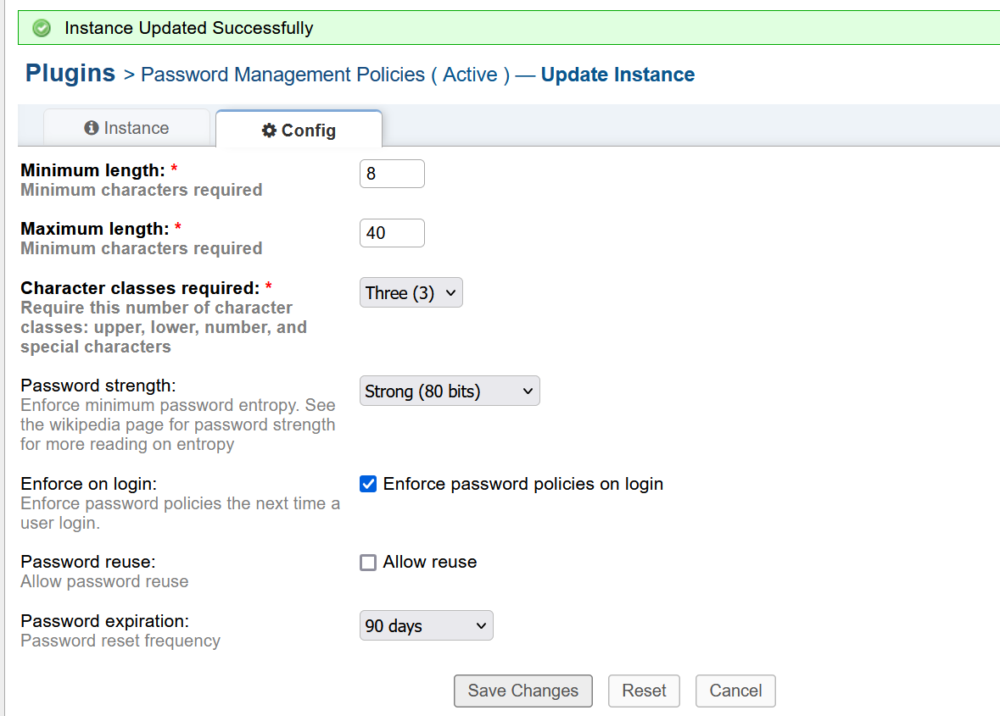 Instance Updated Successfully
Plugins > Password Management Policies ( Active ) — Update Instance
Instance
Config
Minimum length: *
8
Minimum characters required
Maximum length: *
40
Minimum characters required
Character classes required: *
Three (3)
Require this number of character
classes: upper, lower, number, and
special characters
Password strength:
Strong (80 bits)
Enforce minimum password entropy. See
the wikipedia page for password strength
for more reading on entropy
Enforce on login:
Enforce password policies on login
Enforce password policies the next time a
user login.
Password reuse:
Allow reuse
Allow password reuse
Password expiration:
90 days
Password reset frequency
Save Changes
Reset
Cancel